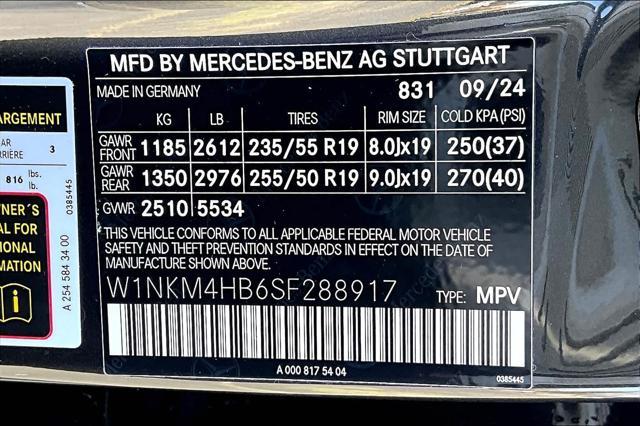 MFD BY MERCEDES-BENZ AG STUTTGART
MADE IN GERMANY 831 09/24
KG LB TIRES RIM SIZE COLD KPA (PSI)
GAWR FRONT 1185 2612 235/55 R19 8.0Jx19 250(37)
GAWR REAR 1350 2976 255/50 R19 9.0Jx19 270(40)
GVWR 2510 5534
THIS VEHICLE CONFORMS TO ALL APPLICABLE FEDERAL MOTOR VEHICLE
SAFETY AND THEFT PREVENTION STANDARDS IN EFFECT ON THE DATE
OF MANUFACTURE SHOWN ABOVE.
W1NKM4HB6SF288917 TYPE: MPV
A 000 817 54 04
0385445
ARGEMENT
AR
RIÈRE 3
816 lbs.
lb.
NER´S
AL FOR
ONAL
MATION
0385445
A 254 584 34 00